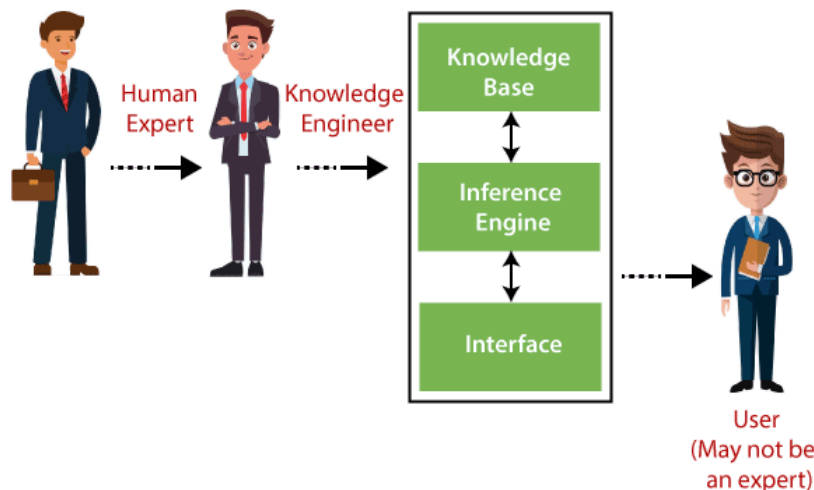 Human
Expert
Knowledge
Engineer
Knowledge
Base
Inference
Engine
Interface
User
(May not be
an expert)